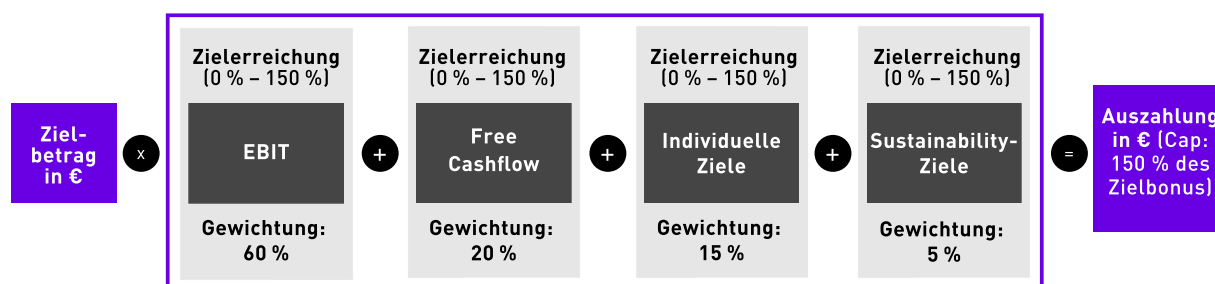 Ziel-
betrag
in €
x
Zielerreichung
(0 % – 150 %)
EBIT
Gewichtung:
60 %
+
Zielerreichung
(0 % – 150 %)
Free
Cashflow
Gewichtung:
20 %
+
Zielerreichung
(0 % – 150 %)
Individuelle
Ziele
Gewichtung:
15 %
+
Zielerreichung
(0 % – 150 %)
Sustainability-
Ziele
Gewichtung:
5 %
=
Auszahlung
in € (Cap:
150 % des
Zielbonus)